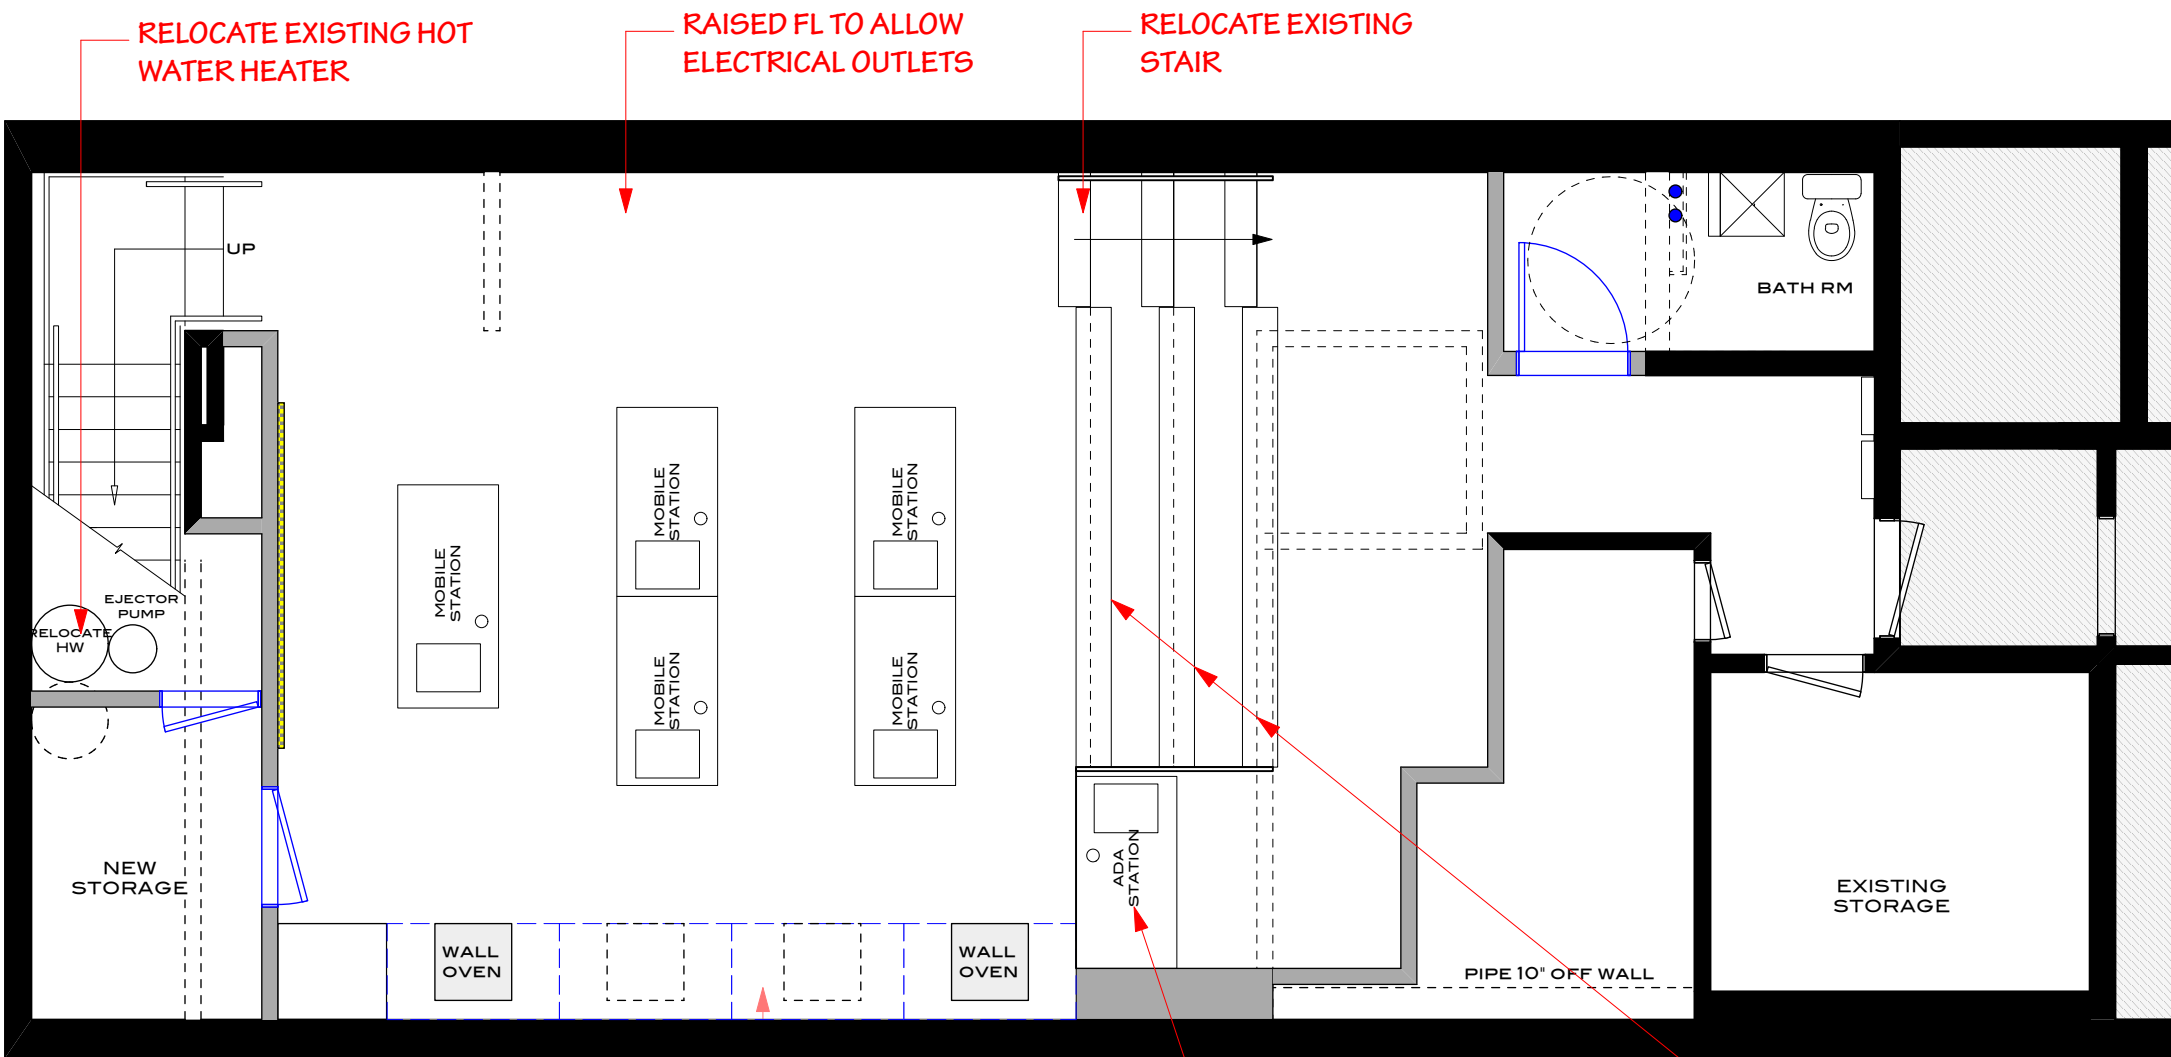 RELOCATE EXISTING HOT
WATER HEATER
RAISED FL TO ALLOW
ELECTRICAL OUTLETS
RELOCATE EXISTING
STAIR
UP
BATH RM
MOBILE
STATION
MOBILE
STATION
MOBILE
STATION
EJECTOR
PUMP
RELOCATE
HW
MOBILE
STATION
MOBILE
STATION
NEW
STORAGE
ADA
STATION
EXISTING
STORAGE
WALL
OVEN
WALL
OVEN
PIPE 10" OFF WALL